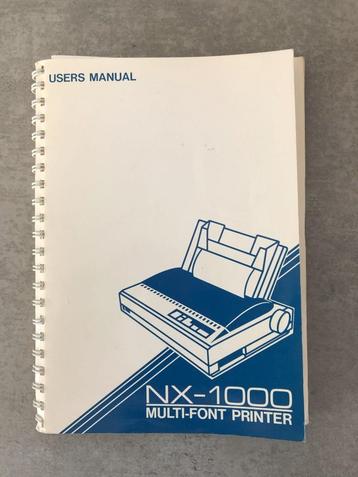 USERS MANUAL
NX-1000
MULTI-FONT PRINTER